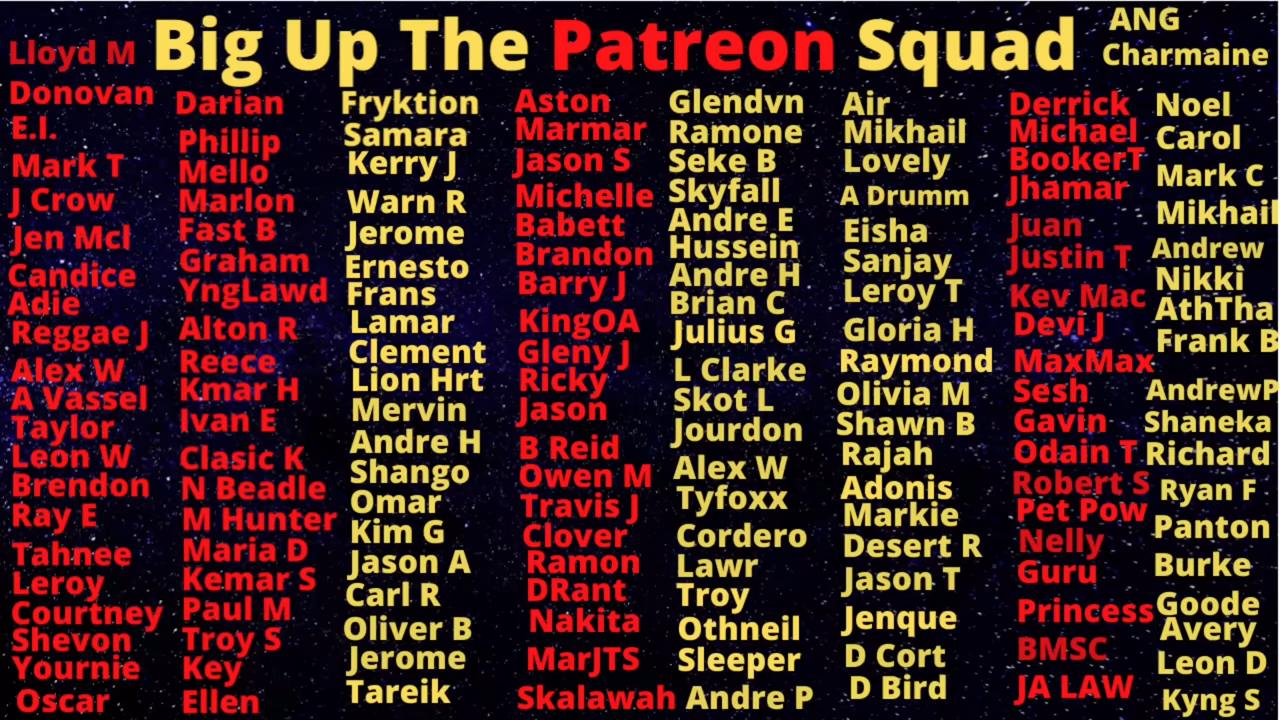 Big Up The Patreon Squad
ANG
Charmaine
Lloyd M
Donovan
E.I.
Mark T
J Crow
Jen Mcl
Candice
Adie
Reggae J
Alex W
A Vassel
Taylor
Leon W
Brendon
Ray E
Tahnee
Leroy
Courtney
Shevon
Yournie
Oscar
Darian
Phillip
Mello
Marlon
Fast B
Graham
YngLawd
Alton R
Reece
Kmar H
Ivan E
Clasic K
N Beadle
M Hunter
Maria D
Kemar S
Paul M
Troy S
Key
Ellen
Fryktion
Samara
Kerry J
Warn R
Jerome
Ernesto
Frans
Lamar
Clement
Lion Hrt
Mervin
Andre H
Shango
Omar
Kim G
Jason A
Carl R
Oliver B
Jerome
Tareik
Aston
Marmar
Jason S
Michelle
Babett
Brandon
Barry J
KingOA
Gleny J
Ricky
Jason
B Reid
Owen M
Travis J
Clover
Ramon
DRant
Nakita
MarJTS
Skalawah
Glendvn
Ramone
Seke B
Skyfall
Andre E
Hussein
Andre H
Brian C
Julius G
L Clarke
Skot L
Jourdon
Alex W
Tyfoxx
Cordero
Lawr
Troy
Othneil
Sleeper
Andre P
Air
Mikhail
Lovely
A Drumm
Eisha
Sanjay
Leroy T
Gloria H
Raymond
Olivia M
Shawn B
Rajah
Adonis
Markie
Desert R
Jason T
Jenque
D Cort
D Bird
Derrick
Michael
BookerT
Jhamar
Juan
Justin T
Kev Mac
Devi J
MaxMax
Sesh
Gavin
Odain T
Robert S
Pet Pow
Nelly
Guru
Princess
BMSC
JA LAW
Noel
Carol
Mark C
Mikhail
Andrew
Nikki
AthTha
Frank B
AndrewP
Shaneka
Richard
Ryan F
Panton
Burke
Goode
Avery
Leon D
Kyng S